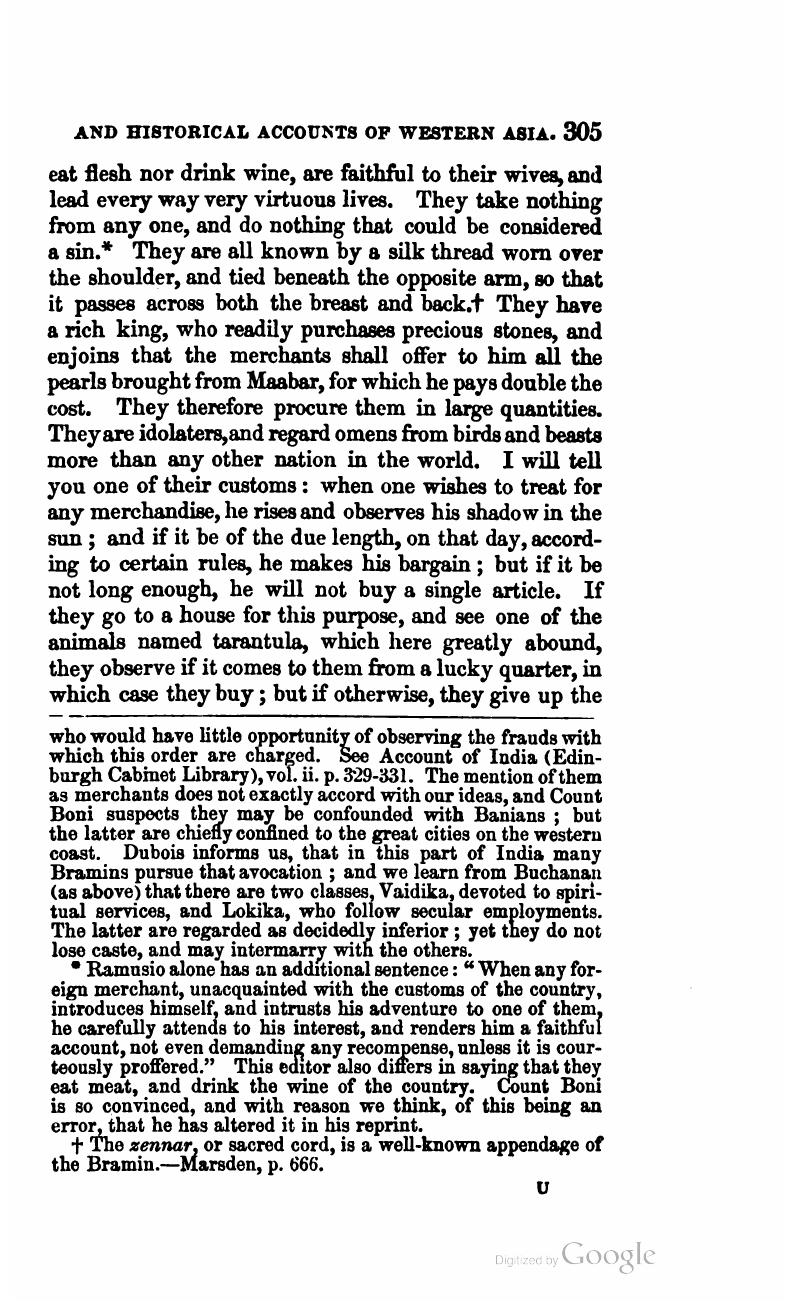 AND HISTORICAL ACCOUNTS OF WESTERN ASIA. 305
eat flesh nor drink wine, are faithful to their wives, and
lead every way very virtuous lives. They take nothing
from any one, and do nothing that could be considered
a sin.* They are all known by a silk thread worn over
the shoulder, and tied beneath the opposite arm, so that
it passes across both the breast and back.† They have
a rich king, who readily purchases precious stones, and
enjoins that the merchants shall offer to him all the
pearls brought from Maabar, for which he pays double the
cost. They therefore procure them in large quantities.
They are idolaters, and regard omens from birds and beasts
more than any other nation in the world. I will tell
you one of their customs: when one wishes to treat for
any merchandise, he rises and observes his shadow in the
sun; and if it be of the due length, on that day, accord-
ing to certain rules, he makes his bargain; but if it be
not long enough, he will not buy a single article. If
they go to a house for this purpose, and see one of the
animals named tarantula, which here greatly abound,
they observe if it comes to them from a lucky quarter, in
which case they buy; but if otherwise, they give up the
who would have little opportunity of observing the frauds with
which this order are charged. See Account of India (Edin-
burgh Cabinet Library), vol. ii. p. 329-331. The mention of them
as merchants does not exactly accord with our ideas, and Count
Boni suspects they may be confounded with Banians; but
the latter are chiefly confined to the great cities on the western
coast. Dubois informs us, that in this part of India many
Bramins pursue that avocation; and we learn from Buchanan
(as above) that there are two classes, Vaidika, devoted to spiri-
tual services, and Lokika, who follow secular employments.
The latter are regarded as decidedly inferior; yet they do not
lose caste, and may intermarry with the others.
* Ramusio alone has an additional sentence: "When any for-
eign merchant, unacquainted with the customs of the country,
introduces himself, and intrusts his adventure to one of them,
he carefully attends to his interest, and renders him a faithful
account, not even demanding any recompense, unless it is cour-
teously proffered." This editor also differs in saying that they
eat meat, and drink the wine of the country. Count Boni
is so convinced, and with reason we think, of this being an
error, that he has altered it in his reprint.
† The zennar, or sacred cord, is a well-known appendage of
the Bramin.—Marsden, p. 666.
U
Digitized by Google